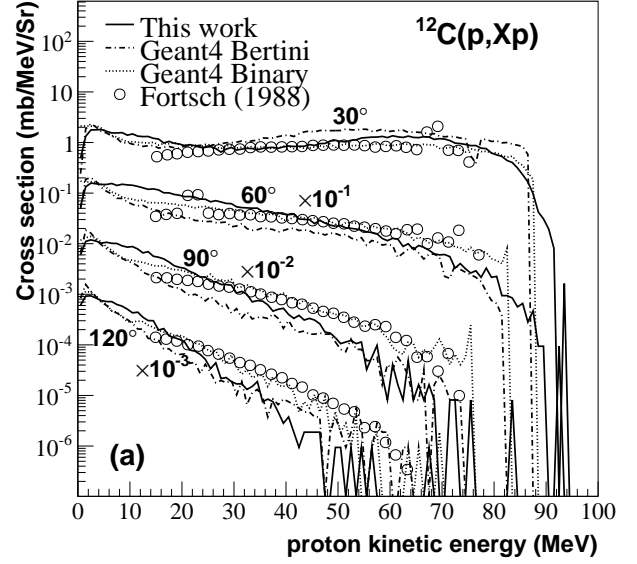 This work
Geant4 Bertini
Geant4 Binary
Fortsch (1988)
¹²C(p,Xp)
30°
60°
×10⁻¹
90°
×10⁻²
120°
×10⁻³
(a)
Cross section (mb/MeV/Sr)
10²
10
1
10⁻¹
10⁻²
10⁻³
10⁻⁴
10⁻⁵
10⁻⁶
0 10 20 30 40 50 60 70 80 90 100
proton kinetic energy (MeV)